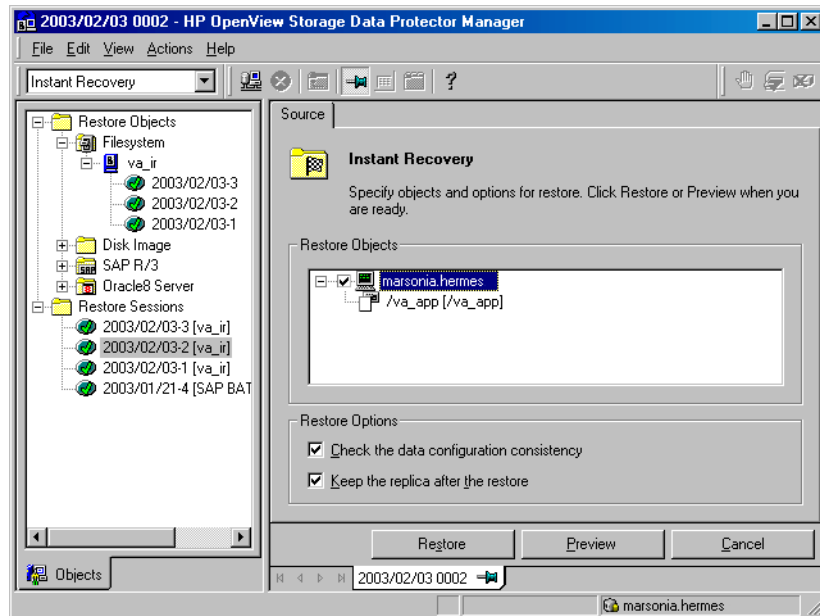 2003/02/03 0002 - HP OpenView Storage Data Protector Manager
File Edit View Actions Help
Instant Recovery
Restore Objects
Filesystem
va_ir
2003/02/03-3
2003/02/03-2
2003/02/03-1
Disk Image
SAP R/3
Oracle8 Server
Restore Sessions
2003/02/03-3 [va_ir]
2003/02/03-2 [va_ir]
2003/02/03-1 [va_ir]
2003/01/21-4 [SAP BAT
Objects
Source
Instant Recovery
Specify objects and options for restore. Click Restore or Preview when you
are ready.
Restore Objects
marsonia.hermes
/va_app [/va_app]
Restore Options
Check the data configuration consistency
Keep the replica after the restore
Restore Preview Cancel
2003/02/03 0002
marsonia.hermes